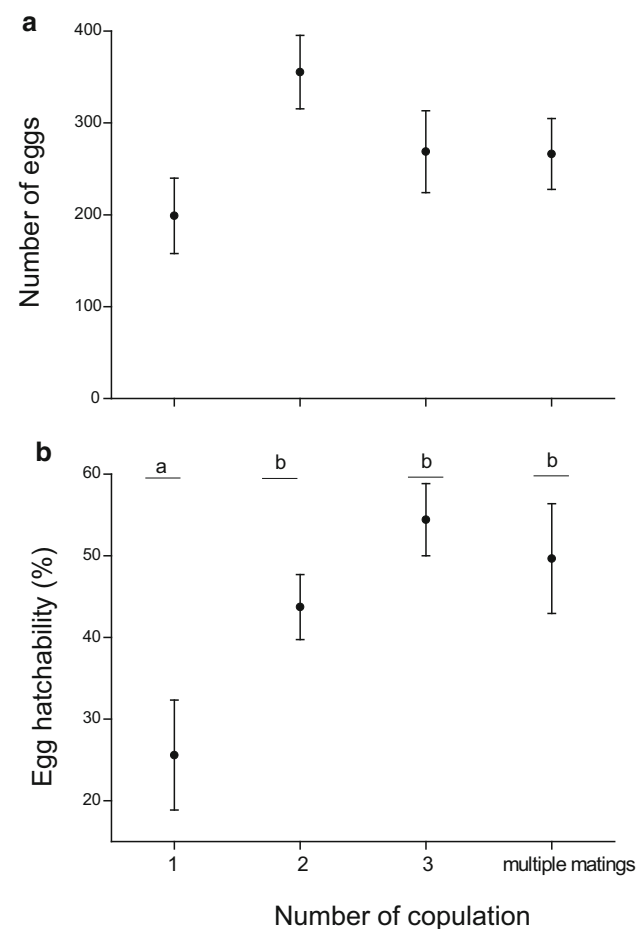 a
Number of eggs
400
300
200
100
0
b
Egg hatchability (%)
a b b b
60
50
40
30
20
1 2 3 multiple matings
Number of copulation